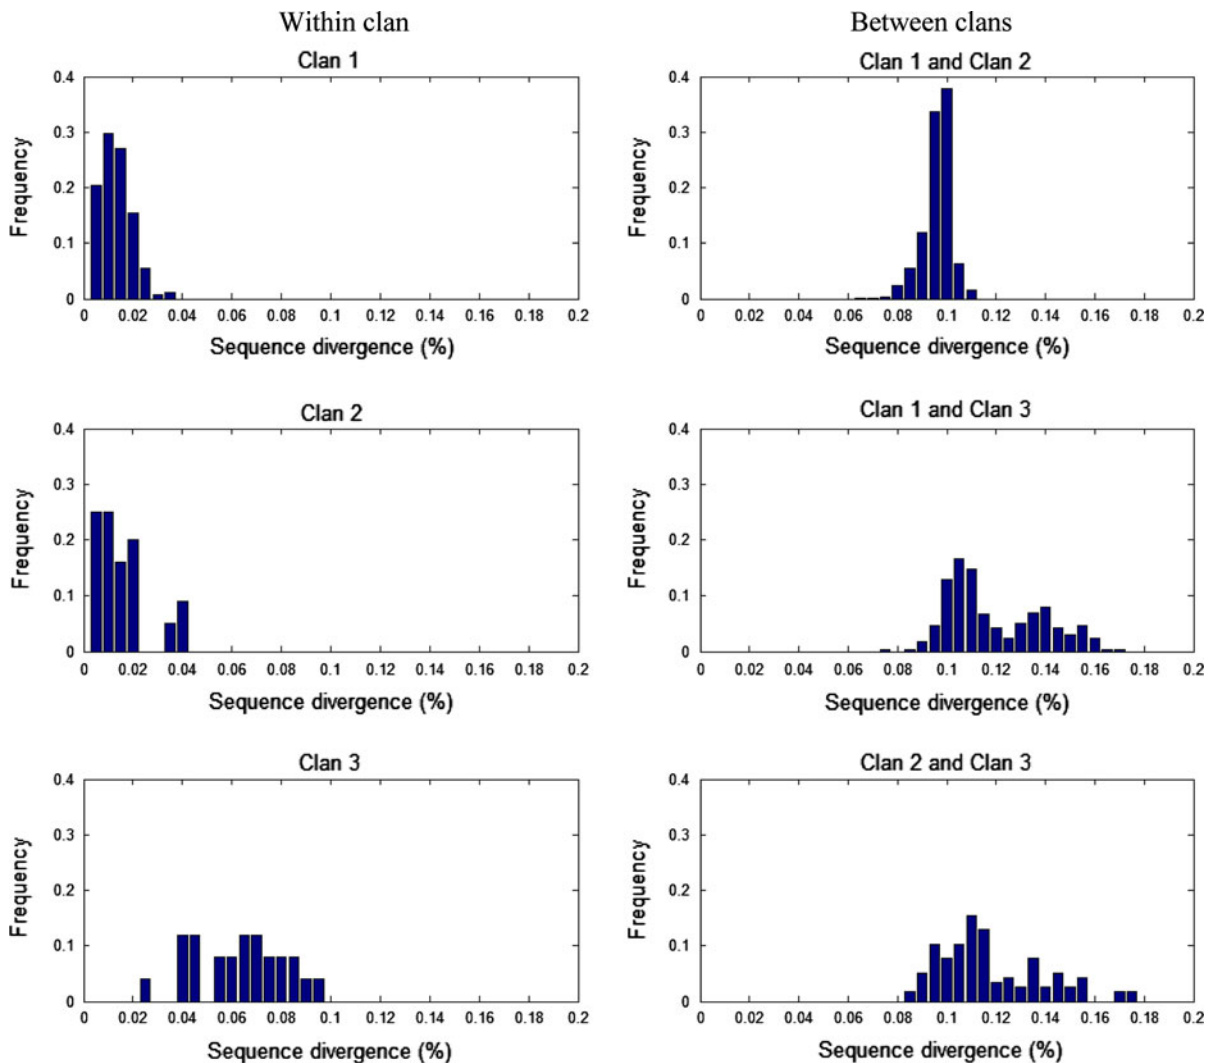 Within clan
Between clans
Clan 1
0.4
0.3
0.2
0.1
0
Frequency
0 0.02 0.04 0.06 0.08 0.1 0.12 0.14 0.16 0.18 0.2
Sequence divergence (%)
Clan 1 and Clan 2
0.4
0.3
0.2
0.1
0
Frequency
0 0.02 0.04 0.06 0.08 0.1 0.12 0.14 0.16 0.18 0.2
Sequence divergence (%)
Clan 2
0.4
0.3
0.2
0.1
0
Frequency
0 0.02 0.04 0.06 0.08 0.1 0.12 0.14 0.16 0.18 0.2
Sequence divergence (%)
Clan 1 and Clan 3
0.4
0.3
0.2
0.1
0
Frequency
0 0.02 0.04 0.06 0.08 0.1 0.12 0.14 0.16 0.18 0.2
Sequence divergence (%)
Clan 3
0.4
0.3
0.2
0.1
0
Frequency
0 0.02 0.04 0.06 0.08 0.1 0.12 0.14 0.16 0.18 0.2
Sequence divergence (%)
Clan 2 and Clan 3
0.4
0.3
0.2
0.1
0
Frequency
0 0.02 0.04 0.06 0.08 0.1 0.12 0.14 0.16 0.18 0.2
Sequence divergence (%)